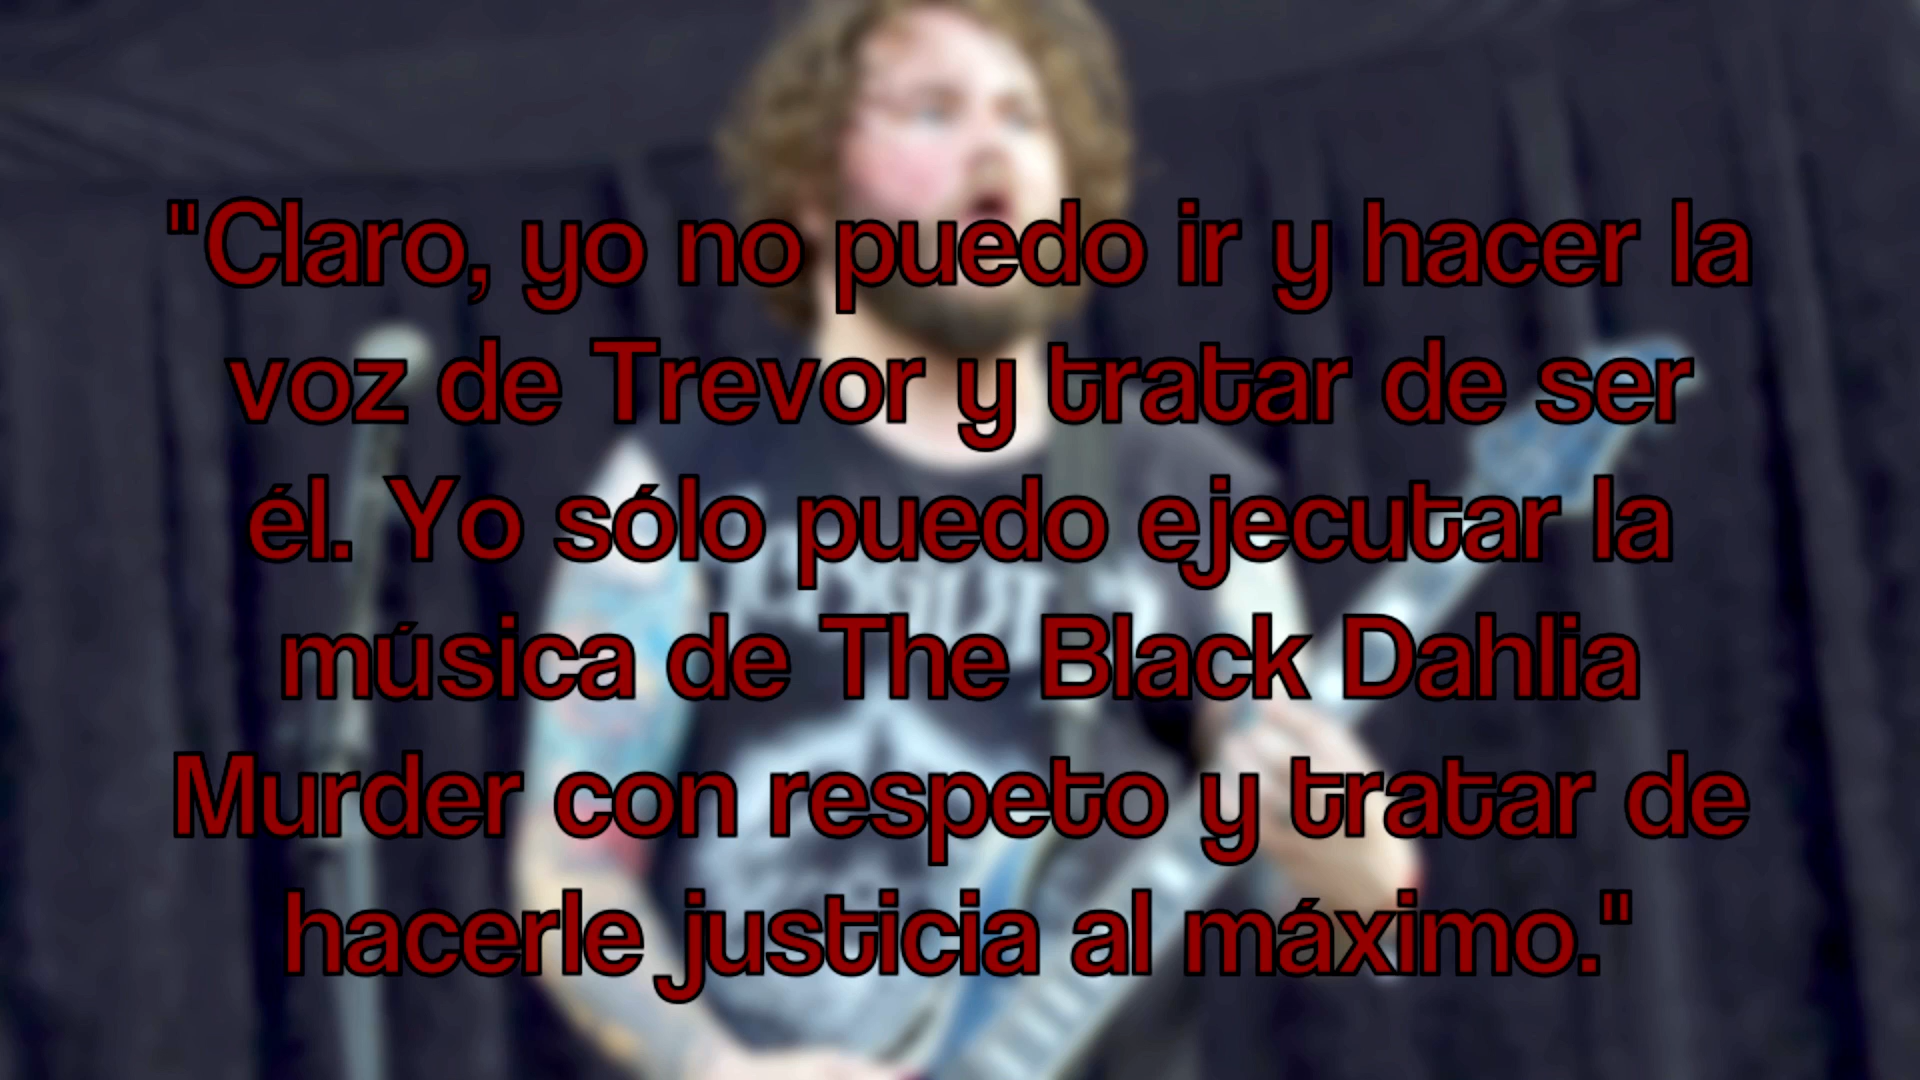 "Claro, yo no puedo ir y hacer la
voz de Trevor y tratar de ser
él. Yo sólo puedo ejecutar la
música de The Black Dahlia
Murder con respeto y tratar de
hacerle justicia al máximo."